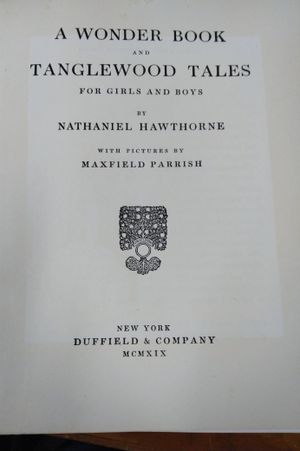 A WONDER BOOK
AND
TANGLEWOOD TALES
FOR GIRLS AND BOYS
BY
NATHANIEL HAWTHORNE
WITH PICTURES BY
MAXFIELD PARRISH
NEW YORK
DUFFIELD & COMPANY
MCMXIX